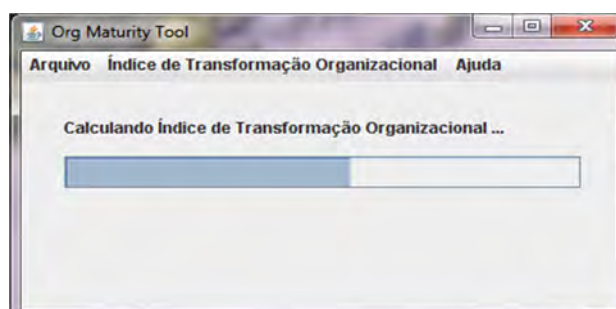 Org Maturity Tool
Arquivo Índice de Transformação Organizacional Ajuda
Calculando Índice de Transformação Organizacional ...